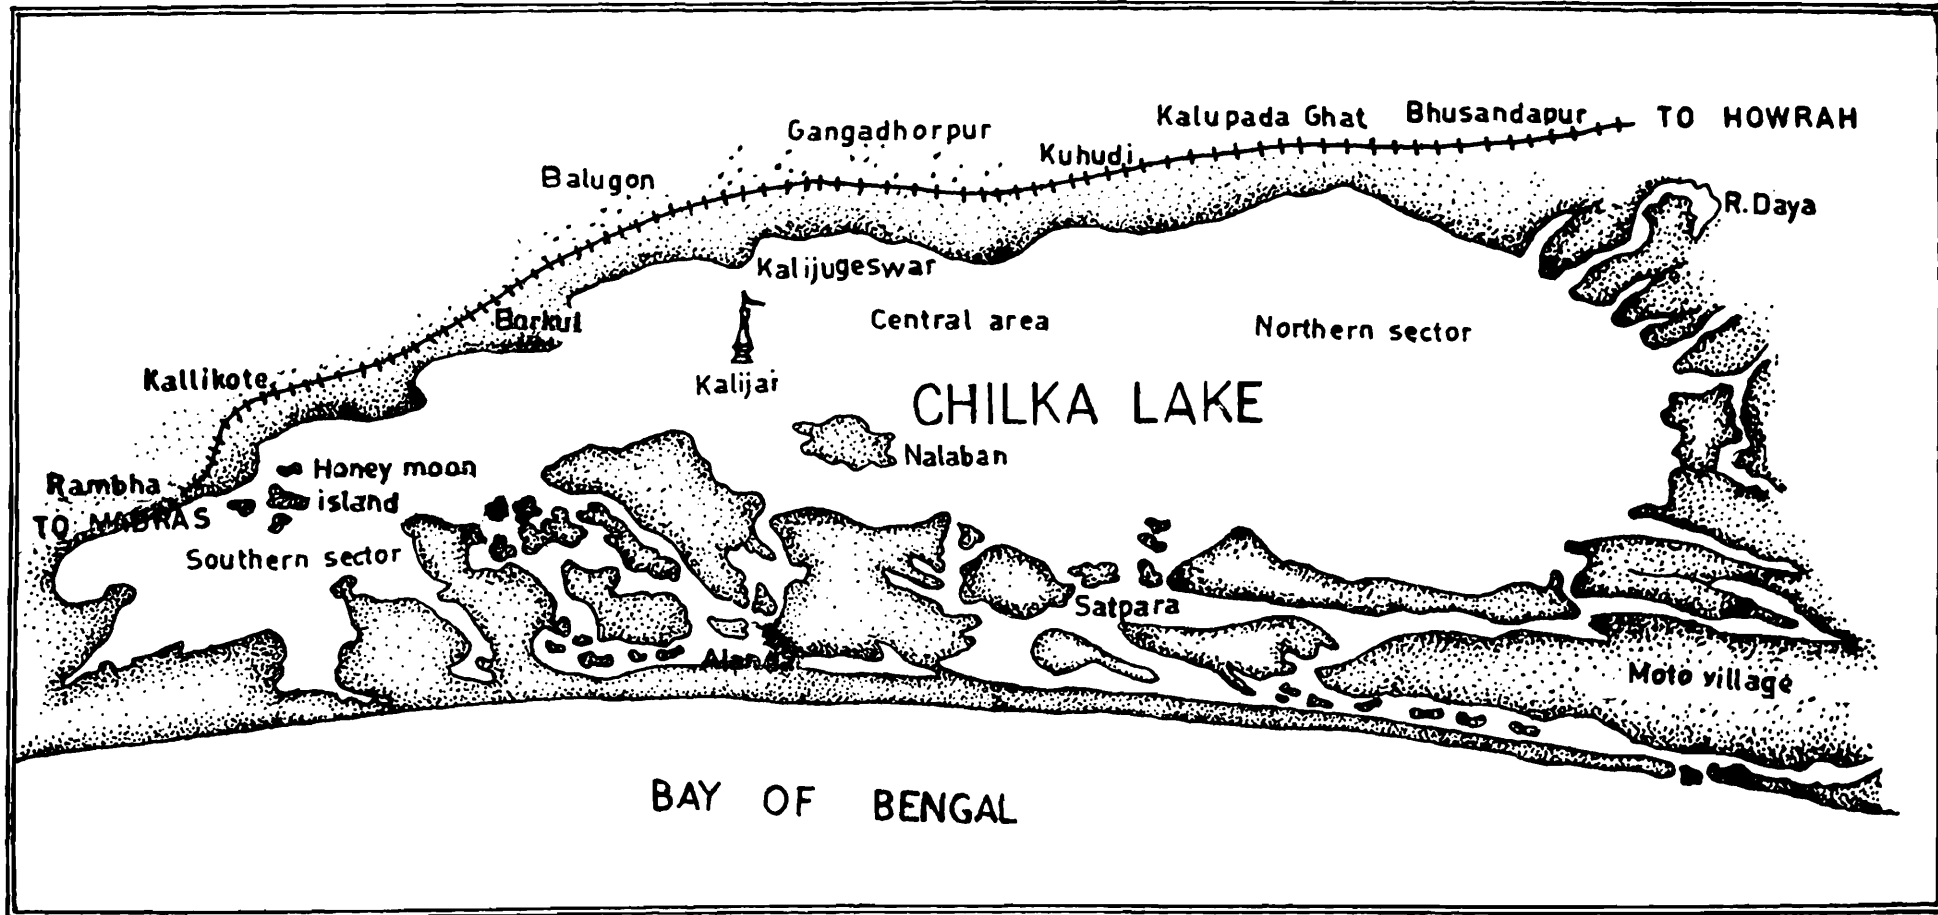 Kalupada Ghat Bhusandapur TO HOWRAH
Gangadhorpur
Kuhudi
Balugon
R.Daya
Kalijugeswar
Barkul
Central area
Northern sector
Kallikote
Kalijai
CHILKA LAKE
Nalaban
Honey moon
island
Rambha
TO MADRAS
Southern sector
Satpara
Moto village
BAY OF BENGAL